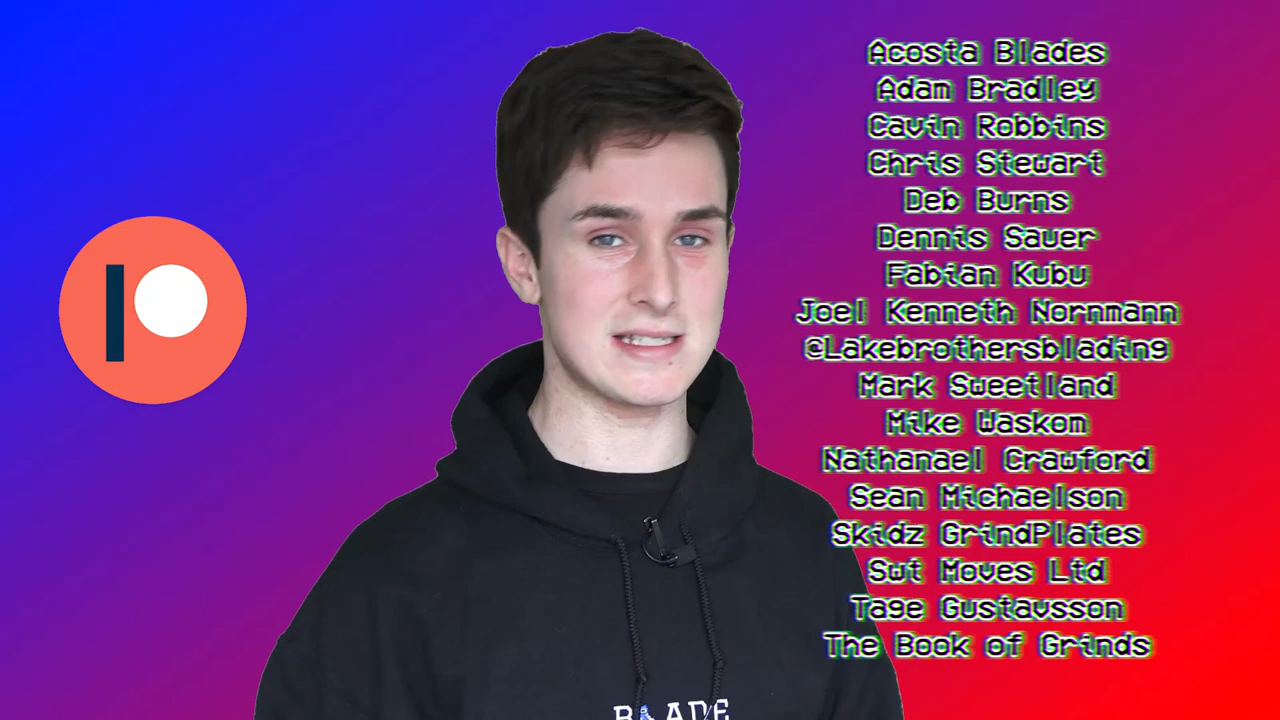 Acosta Blades
Adam Bradley
Cavin Robbins
Chris Stewart
Deb Burns
Dennis Sauer
Fabian Kubu
Joel Kenneth Nornmann
@Lakebrothersblading
Mark Sweetland
Mike Waskom
Nathanael Crawford
Sean Michaelson
Skidz GrindPlates
Swt Moves Ltd
Tage Gustavsson
The Book of Grinds
BLADE